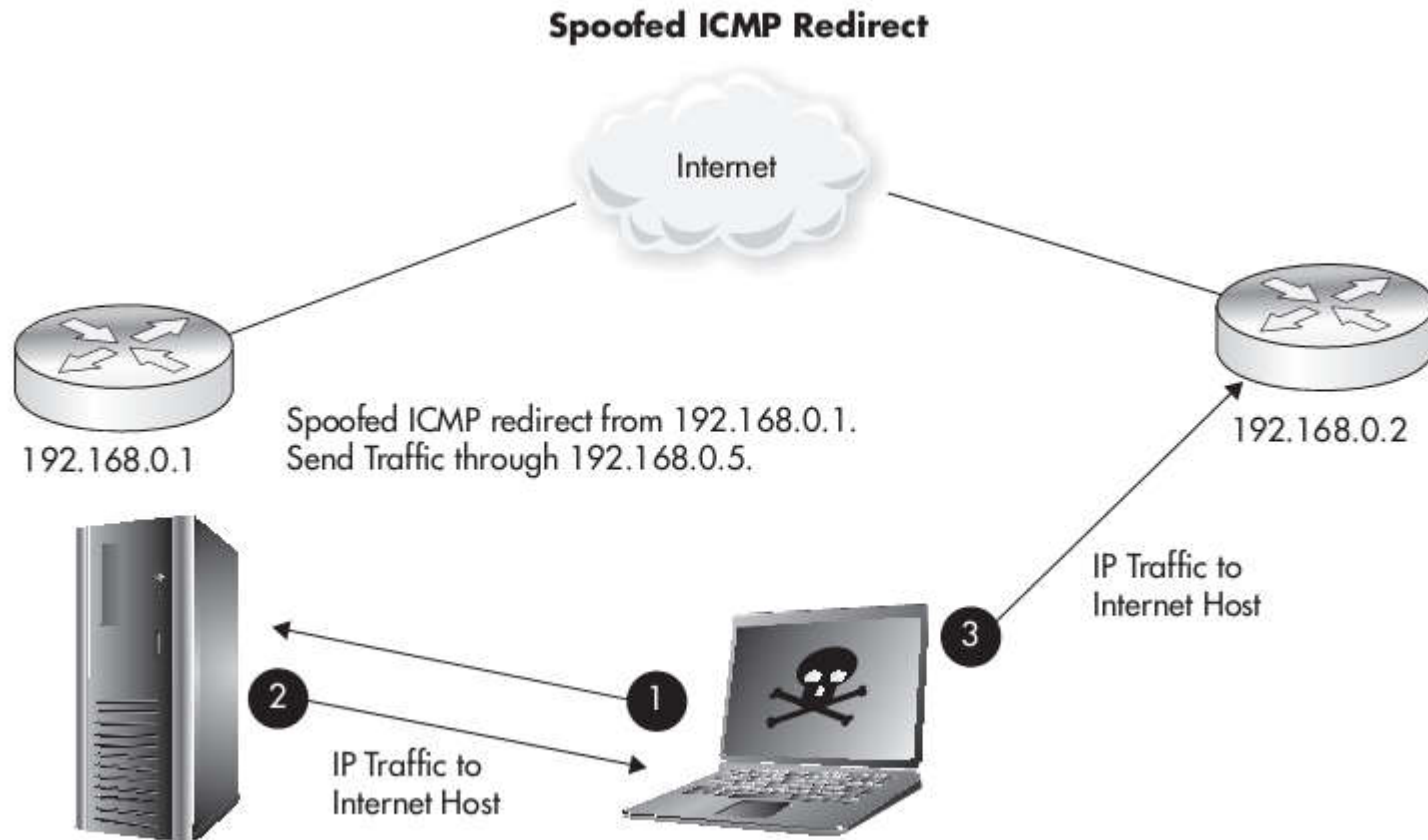 Spoofed ICMP Redirect
Internet
192.168.0.1
Spoofed ICMP redirect from 192.168.0.1.
Send Traffic through 192.168.0.5.
192.168.0.2
IP Traffic to
Internet Host
3
2
1
IP Traffic to
Internet Host